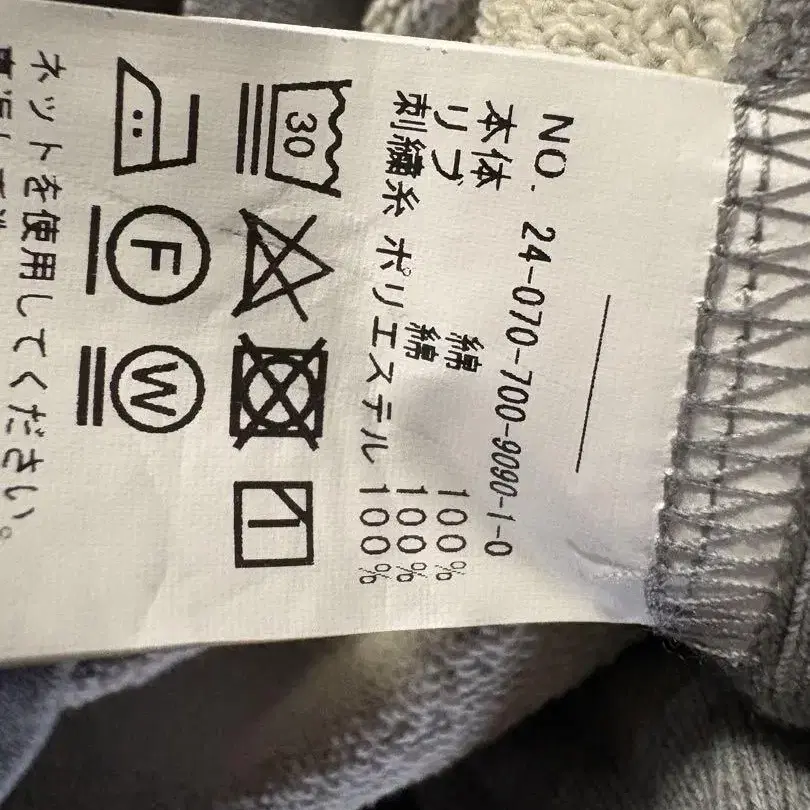 NO. 24-070-700-9090-1-0
本体 綿 100%
リブ 綿 100%
刺繍糸 ポリエステル 100%
30
F
W
ネットを使用してください。